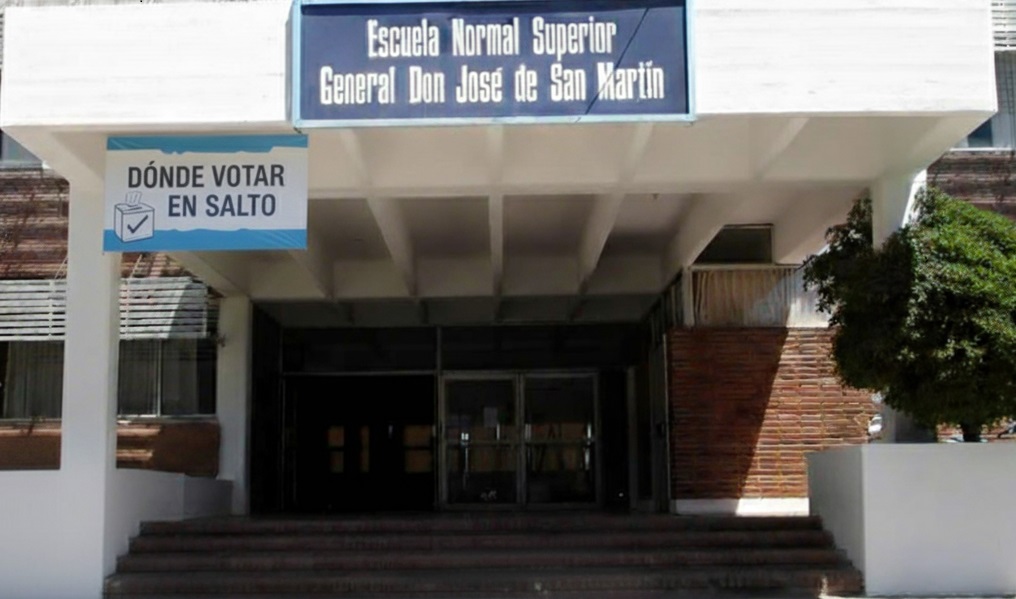 Escuela Normal Superior
General Don José de San Martín
DÓNDE VOTAR
EN SALTO